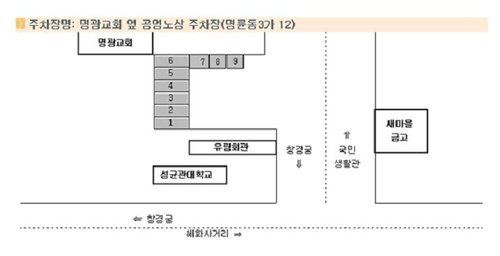 주차장명: 명광교회 옆 공영노상 주차장(명륜동3가 12)
명광교회
6 7 8 9
5
4
3
2
1
새마을
금고
유림회관
창경궁
↓
⇧
국민
생활관
성균관대학교
⇐ 창경궁
혜화사거리 ⇒